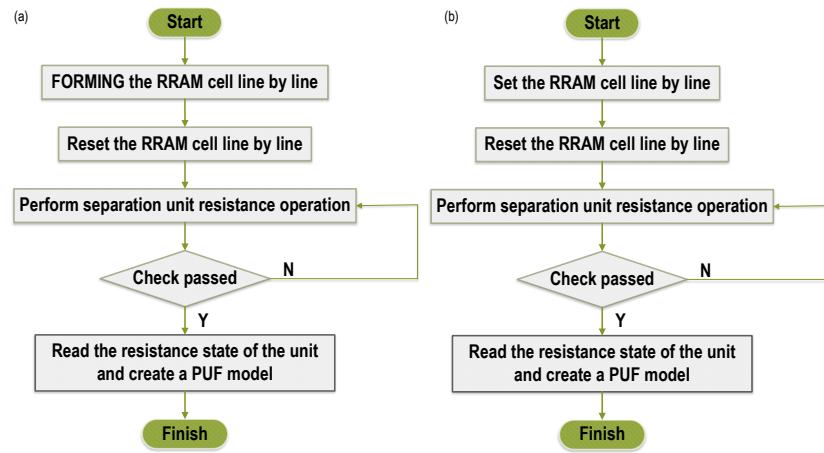 (a)
Start
FORMING the RRAM cell line by line
Reset the RRAM cell line by line
Perform separation unit resistance operation
Check passed
N
Y
Read the resistance state of the unit
and create a PUF model
Finish
(b)
Start
Set the RRAM cell line by line
Reset the RRAM cell line by line
Perform separation unit resistance operation
Check passed
N
Y
Read the resistance state of the unit
and create a PUF model
Finish